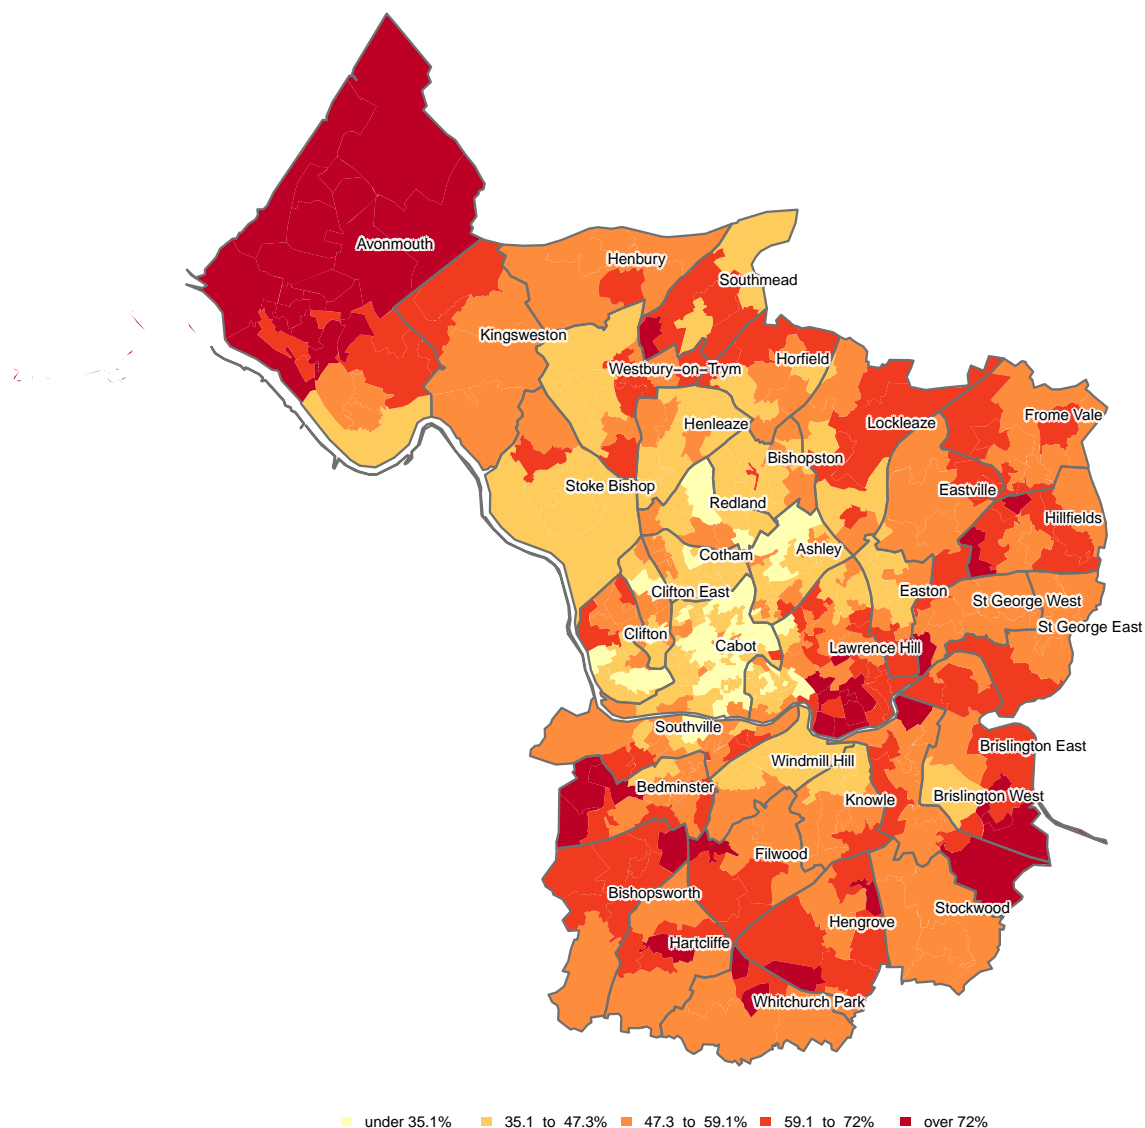 Avonmouth
Henbury
Southmead
Kingsweston
Westbury−on−Trym
Horfield
Henleaze
Lockleaze
Frome Vale
Bishopston
Stoke Bishop
Redland
Eastville
Hillfields
Cotham
Ashley
Clifton East
Easton
St George West
St George East
Clifton
Cabot
Lawrence Hill
Southville
Windmill Hill
Brislington East
Bedminster
Knowle
Brislington West
Filwood
Bishopsworth
Stockwood
Hengrove
Hartcliffe
Whitchurch Park
under 35.1% 35.1 to 47.3% 47.3 to 59.1% 59.1 to 72% over 72%